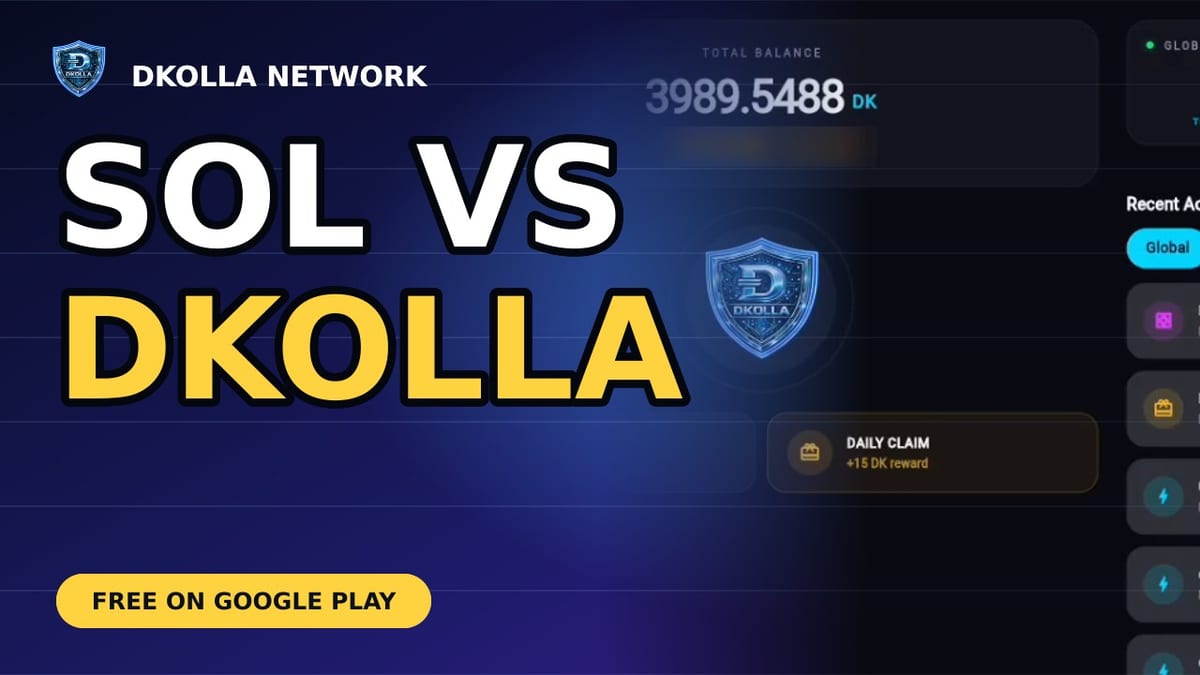 DKOLLA NETWORK
SOL VS
DKOLLA
FREE ON GOOGLE PLAY
TOTAL BALANCE
3989.5488 DK
DKOLLA
DAILY CLAIM
+15 DK reward
Recent
Global